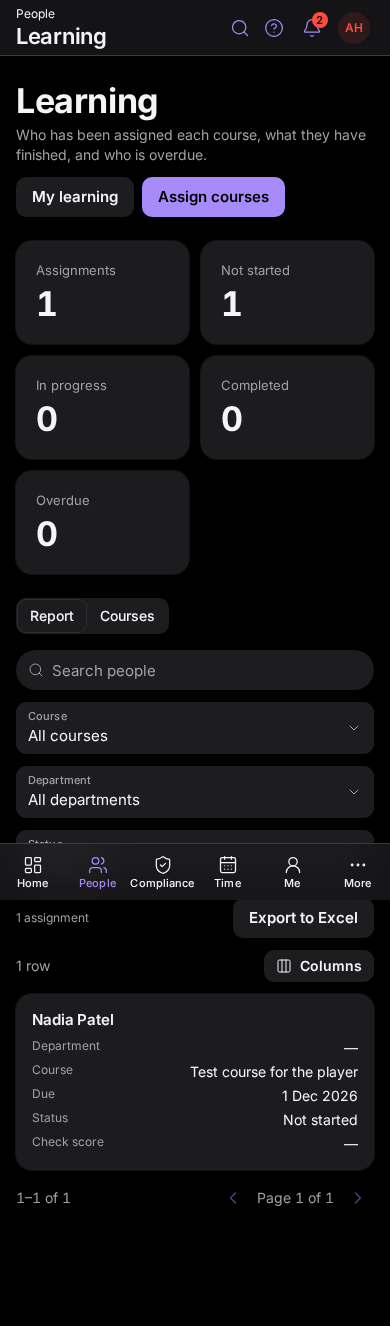 People
Learning
2
AH
Learning
Who has been assigned each course, what they have
finished, and who is overdue.
My learning
Assign courses
Assignments
1
Not started
1
In progress
0
Completed
0
Overdue
0
Report
Courses
Search people
Course
All courses
Department
All departments
Status
Home
People
Compliance
Time
Me
More
1 assignment
Export to Excel
1 row
Columns
Nadia Patel
Department —
Course Test course for the player
Due 1 Dec 2026
Status Not started
Check score —
1–1 of 1
Page 1 of 1